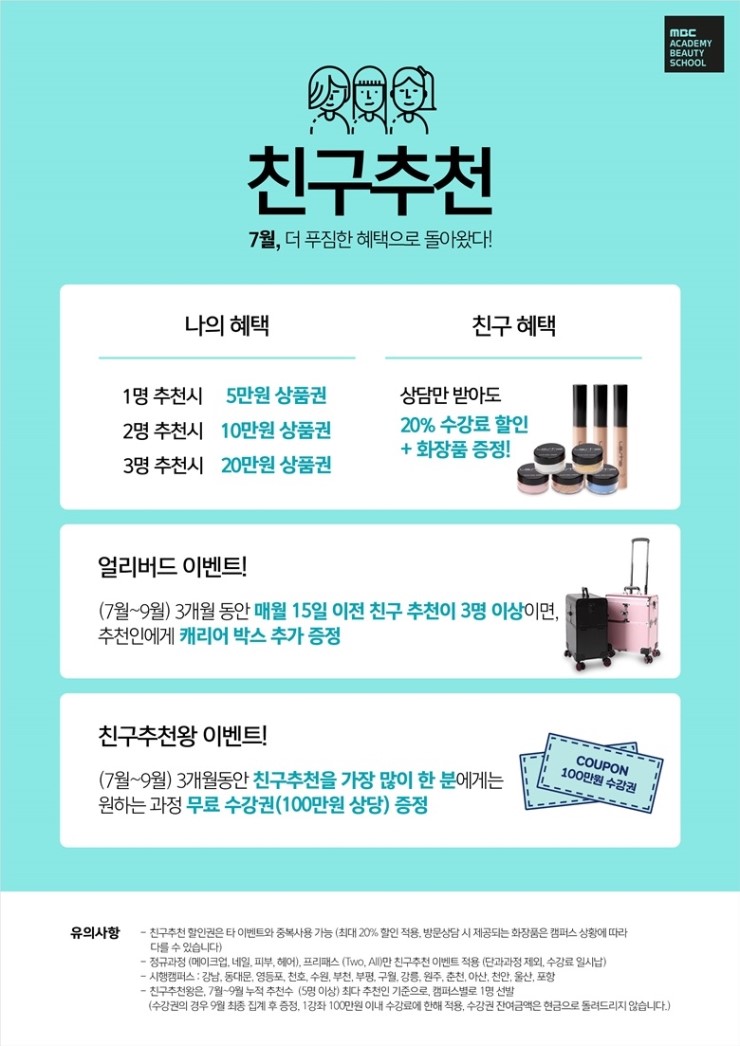 MBC
ACADEMY
BEAUTY
SCHOOL
친구추천
7월, 더 푸짐한 혜택으로 돌아왔다!
나의 혜택
1명 추천시 5만원 상품권
2명 추천시 10만원 상품권
3명 추천시 20만원 상품권
친구 혜택
상담만 받아도
20% 수강료 할인
+ 화장품 증정!
얼리버드 이벤트!
(7월~9월) 3개월 동안 매월 15일 이전 친구 추천이 3명 이상이면,
추천인에게 캐리어 박스 추가 증정
친구추천왕 이벤트!
(7월~9월) 3개월동안 친구추천을 가장 많이 한 분에게는
원하는 과정 무료 수강권(100만원 상당) 증정
COUPON
100만원 수강권
유의사항
- 친구추천 할인권은 타 이벤트와 중복사용 가능 (최대 20% 할인 적용, 방문상담 시 제공되는 화장품은 캠퍼스 상황에 따라
다를 수 있습니다)
- 정규과정 (메이크업, 네일, 피부, 헤어), 프리패스 (Two, All)만 친구추천 이벤트 적용 (단과과정 제외, 수강료 일시납)
- 시행캠퍼스 : 강남, 동대문, 영등포, 천호, 수원, 부천, 부평, 구월, 강릉, 원주, 춘천, 아산, 천안, 울산, 포항
- 친구추천왕은, 7월~9월 누적 추천수 (5명 이상) 최다 추천인 기준으로, 캠퍼스별로 1명 선발
(수강권의 경우 9월 최종 집계 후 증정, 1강좌 100만원 이내 수강료에 한해 적용, 수강권 잔여금액은 현금으로 돌려드리지 않습니다.)